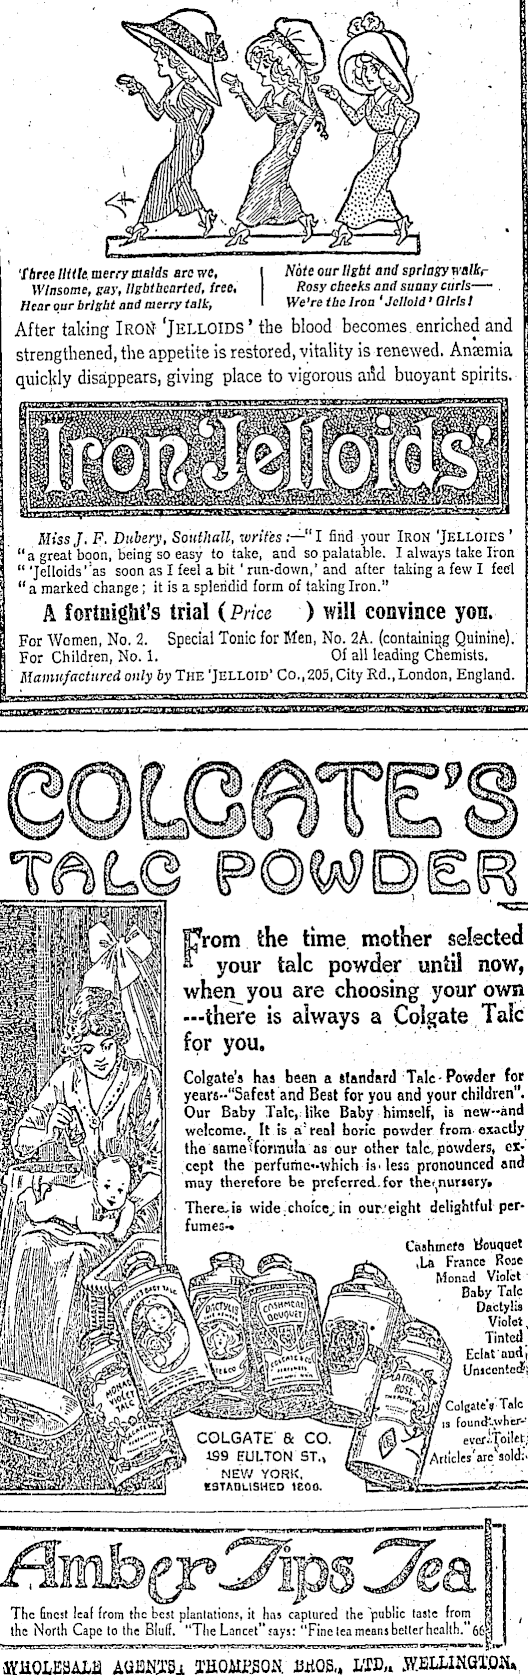 Three little merry maids are we,
Winsome, gay, lighthearted, free,
Hear our bright and merry talk,
Note our light and springy walk,
Rosy cheeks and sunny curls—
We're the Iron 'Jelloid' Girls!
After taking IRON 'JELLOIDS' the blood becomes enriched and
strengthened, the appetite is restored, vitality is renewed. Anæmia
quickly disappears, giving place to vigorous and buoyant spirits.
Iron 'Jelloids'
Miss J. F. Dubery, Southall, writes:—"I find your IRON 'JELLOIDS'
"a great boon, being so easy to take, and so palatable. I always take Iron
"'Jelloids' as soon as I feel a bit 'run-down,' and after taking a few I feel
"a marked change; it is a splendid form of taking Iron."
A fortnight's trial (Price ) will convince you.
For Women, No. 2. Special Tonic for Men, No. 2A. (containing Quinine).
For Children, No. 1. Of all leading Chemists.
Manufactured only by THE 'JELLOID' Co., 205, City Rd., London, England.
COLGATE'S
TALC POWDER
From the time mother selected
your talc powder until now,
when you are choosing your own
---there is always a Colgate Talc
for you.
Colgate's has been a standard Talc Powder for
years--"Safest and Best for you and your children".
Our Baby Talc, like Baby himself, is new--and
welcome. It is a real boric powder from exactly
the same formula as our other talc powders, ex-
cept the perfume--which is less pronounced and
may therefore be preferred for the nursery.
There is wide choice in our eight delightful per-
fumes--
Cashmere Bouquet
La France Rose
Monad Violet
Baby Talc
Dactylis
Violet
Tinted
Eclat and
Unscented
Colgate's Talc
is found wher-
ever Toilet
Articles are sold.
BABY TALC
DACTYLIS
CASHMERE
BOUQUET
COLGATE & CO.
MONAD
VIOLET
TALC
LA FRANCE
ROSE
COLGATE & CO.
199 FULTON ST.,
NEW YORK.
ESTABLISHED 1806.
Amber Tips Tea
The finest leaf from the best plantations, it has captured the public taste from
the North Cape to the Bluff. "The Lancet" says: "Fine tea means better health." 66
WHOLESALE AGENTS, THOMPSON BROS., LTD., WELLINGTON.